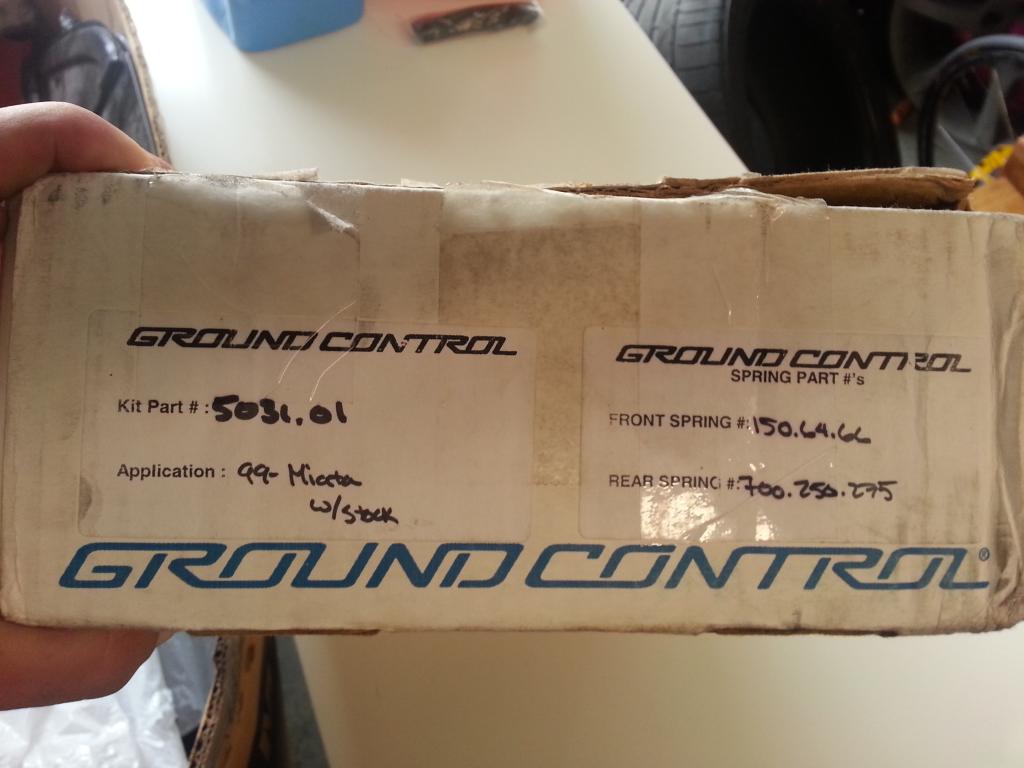 GROUND CONTROL
Kit Part # : 5031.01
Application : 99- Miata
w/stock
GROUND CONTROL
SPRING PART #'s
FRONT SPRING #: 150.64.66
REAR SPRING #: 700.250.275
GROUND CONTROL®